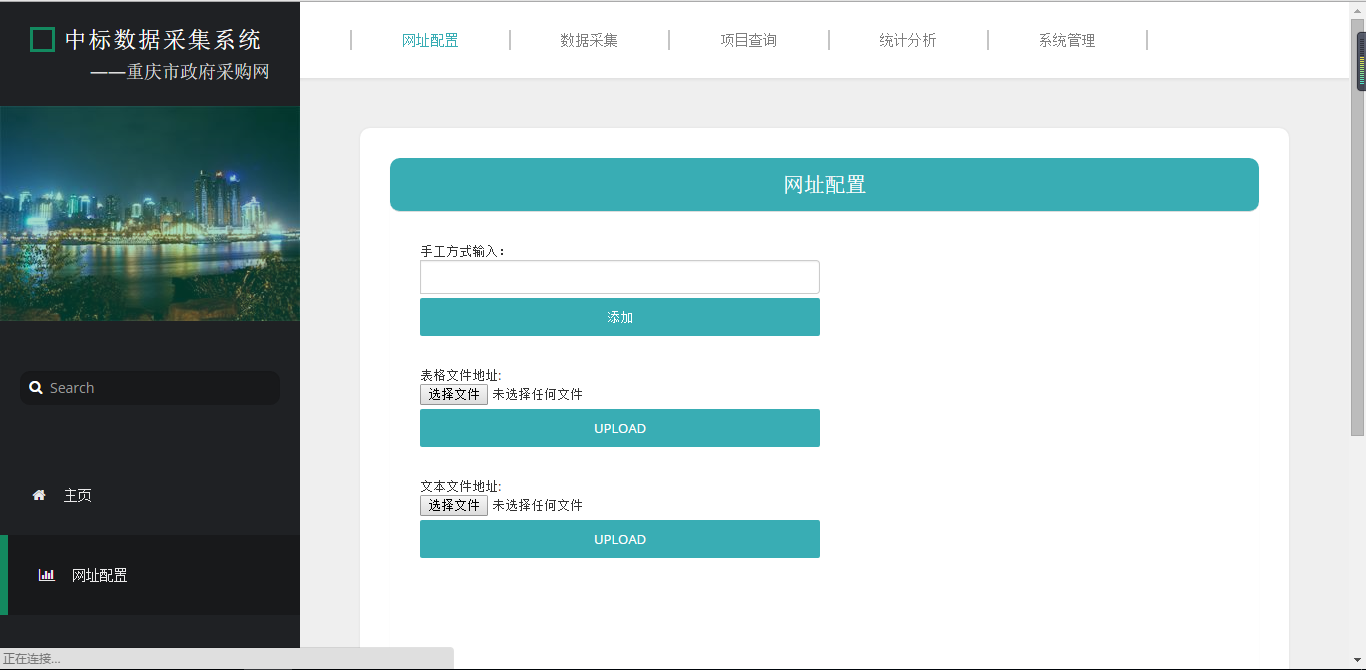 中标数据采集系统
——重庆市政府采购网
网址配置
数据采集
项目查询
统计分析
系统管理
Search
主页
网址配置
网址配置
手工方式输入：
添加
表格文件地址:
选择文件 未选择任何文件
UPLOAD
文本文件地址:
选择文件 未选择任何文件
UPLOAD
正在连接...